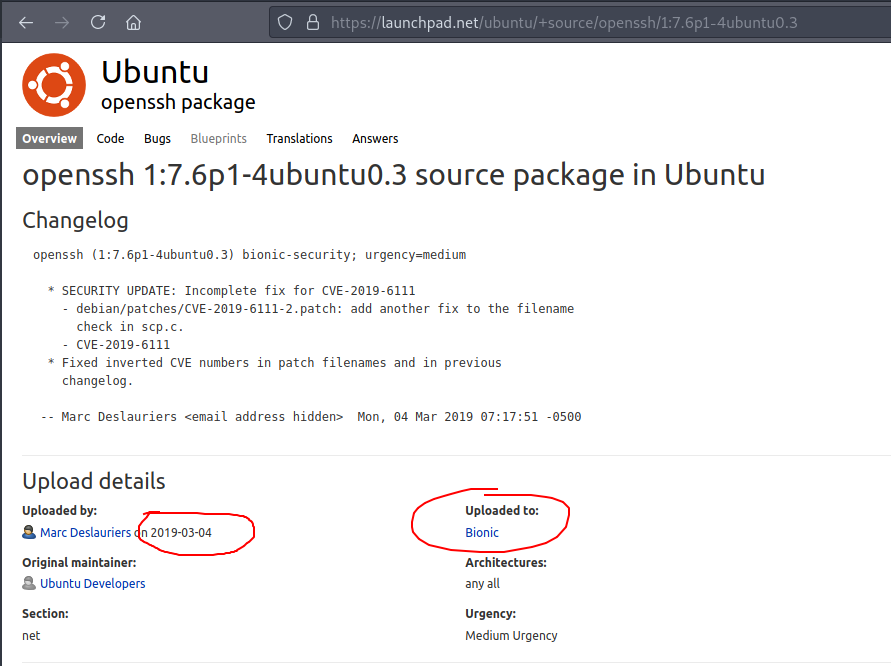 https://launchpad.net/ubuntu/+source/openssh/1:7.6p1-4ubuntu0.3
Ubuntu
openssh package
Overview Code Bugs Blueprints Translations Answers
openssh 1:7.6p1-4ubuntu0.3 source package in Ubuntu
Changelog
openssh (1:7.6p1-4ubuntu0.3) bionic-security; urgency=medium
* SECURITY UPDATE: Incomplete fix for CVE-2019-6111
- debian/patches/CVE-2019-6111-2.patch: add another fix to the filename
check in scp.c.
- CVE-2019-6111
* Fixed inverted CVE numbers in patch filenames and in previous
changelog.
-- Marc Deslauriers <email address hidden>  Mon, 04 Mar 2019 07:17:51 -0500
Upload details
Uploaded by:
Marc Deslauriers on 2019-03-04
Uploaded to:
Bionic
Original maintainer:
Ubuntu Developers
Architectures:
any all
Section:
net
Urgency:
Medium Urgency